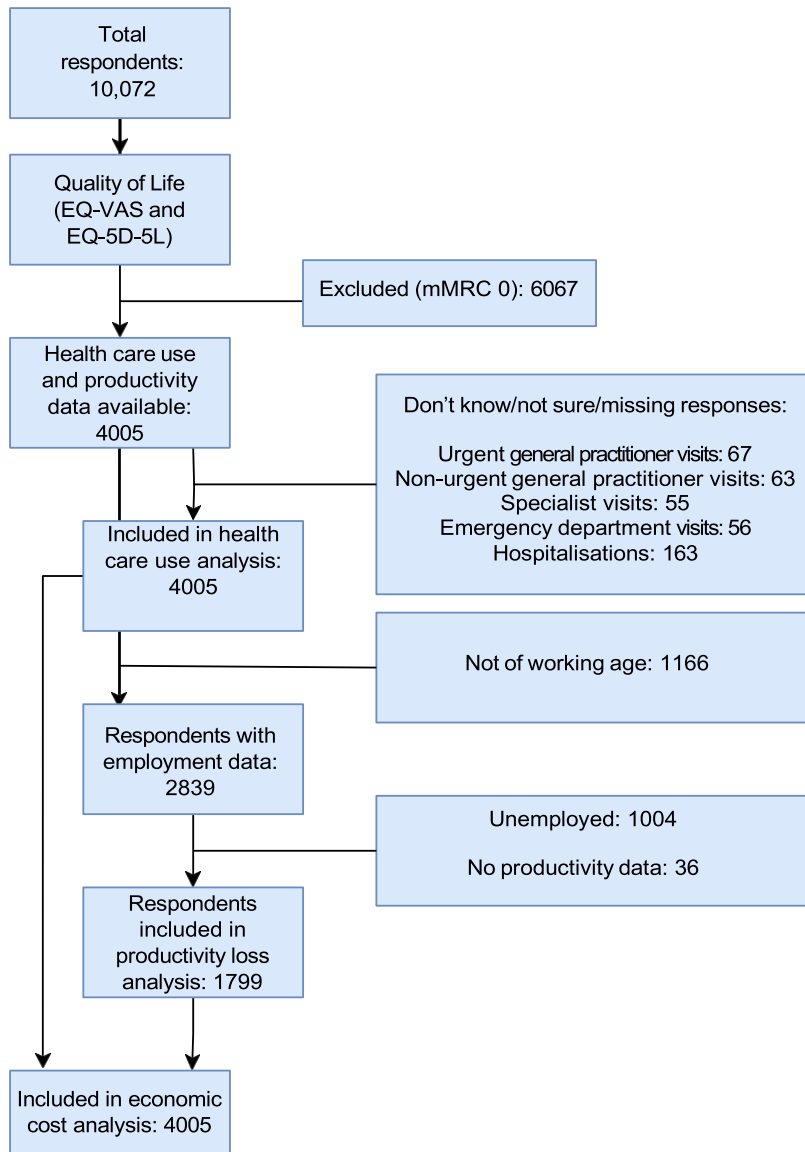 Total
respondents:
10,072
Quality of Life
(EQ-VAS and
EQ-5D-5L)
Excluded (mMRC 0): 6067
Health care use
and productivity
data available:
4005
Don’t know/not sure/missing responses:
Urgent general practitioner visits: 67
Non-urgent general practitioner visits: 63
Specialist visits: 55
Emergency department visits: 56
Hospitalisations: 163
Included in health
care use analysis:
4005
Not of working age: 1166
Respondents with
employment data:
2839
Unemployed: 1004
No productivity data: 36
Respondents
included in
productivity loss
analysis: 1799
Included in economic
cost analysis: 4005